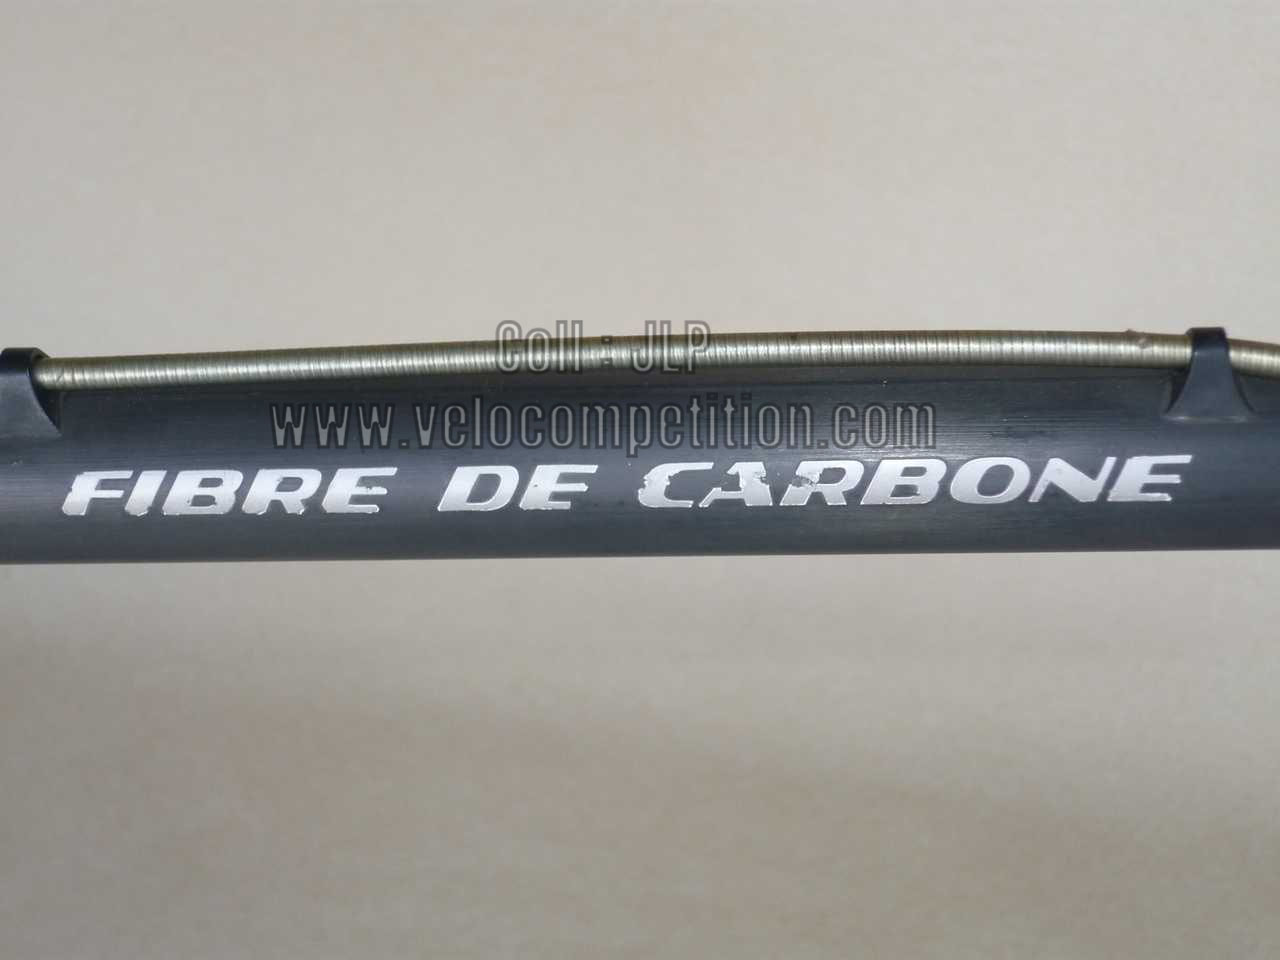 Coll : JLP
www.velocompetition.com
FIBRE DE CARBONE